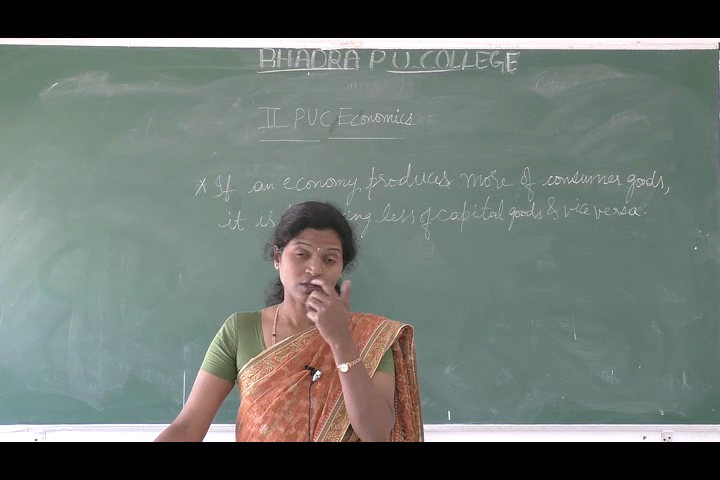 BHADRA P U COLLEGE
II PUC Economics
x If an economy, produces more of consumer goods,
it is less of capital goods & vice versa.